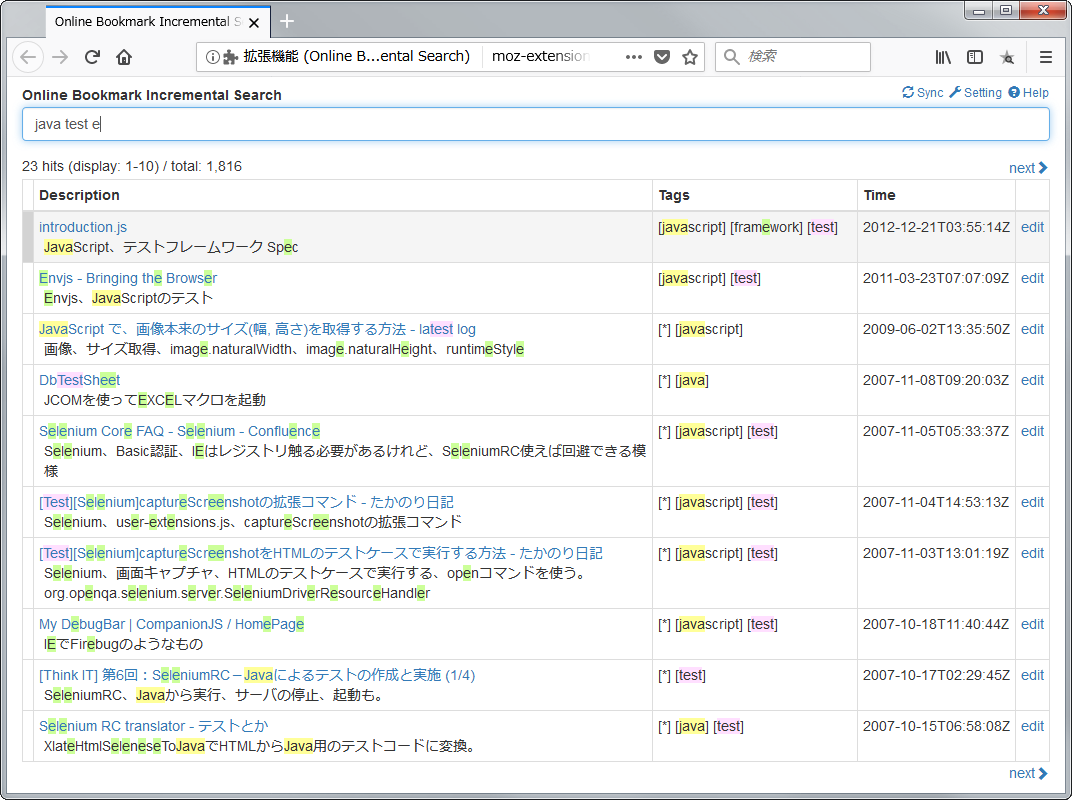 Online Bookmark Incremental S
拡張機能 (Online B...ental Search) moz-extension 検索
Online Bookmark Incremental Search Sync Setting Help
java test e
23 hits (display: 1-10) / total: 1,816 next
Description Tags Time
introduction.js [javascript] [framework] [test] 2012-12-21T03:55:14Z edit
JavaScript、テストフレームワーク Spec
Envjs - Bringing the Browser [javascript] [test] 2011-03-23T07:07:09Z edit
Envjs、JavaScriptのテスト
JavaScript で、画像本来のサイズ(幅, 高さ)を取得する方法 - latest log [*] [javascript] 2009-06-02T13:35:50Z edit
画像、サイズ取得、image.naturalWidth、image.naturalHeight、runtimeStyle
DbTestSheet [*] [java] 2007-11-08T09:20:03Z edit
JCOMを使ってEXCELマクロを起動
Selenium Core FAQ - Selenium - Confluence [*] [javascript] [test] 2007-11-05T05:33:37Z edit
Selenium、Basic認証、IEはレジストリ触る必要があるけれど、SeleniumRC使えば回避できる模
様
[Test][Selenium]captureScreenshotの拡張コマンド - たかのり日記 [*] [javascript] [test] 2007-11-04T14:53:13Z edit
Selenium、user-extensions.js、captureScreenshotの拡張コマンド
[Test][Selenium]captureScreenshotをHTMLのテストケースで実行する方法 - たかのり日記 [*] [javascript] [test] 2007-11-03T13:01:19Z edit
Selenium、画面キャプチャ、HTMLのテストケースで実行する、openコマンドを使う。
org.openqa.selenium.server.SeleniumDriverResourceHandler
My DebugBar | CompanionJS / HomePage [*] [javascript] [test] 2007-10-18T11:40:44Z edit
IEでFirebugのようなもの
[Think IT] 第6回：SeleniumRC－Javaによるテストの作成と実施 (1/4) [*] [test] 2007-10-17T02:29:45Z edit
SeleniumRC、Javaから実行、サーバの停止、起動も。
Selenium RC translator - テストとか [*] [java] [test] 2007-10-15T06:58:08Z edit
XlateHtmlSeleneseToJavaでHTMLからJava用のテストコードに変換。
next